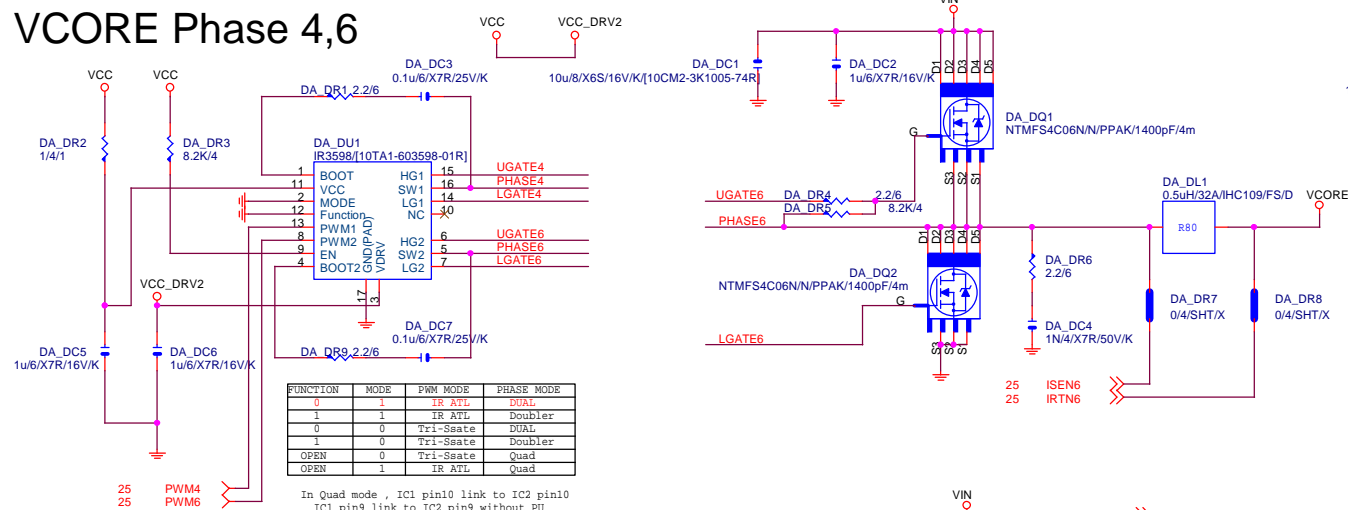 VCORE Phase 4,6
VCC
VCC_DRV2
VIN
VCC
VCC
DA_DC3
0.1u/6/X7R/25V/K
DA_DR1 2.2/6
DA_DC1
10u/8/X6S/16V/K/[10CM2-3K1005-74R]
DA_DC2
1u/6/X7R/16V/K
D1 D2 D3 D4 D5
DA_DQ1
NTMFS4C06N/N/PPAK/1400pF/4m
G
S3 S2 S1
DA_DR2
1/4/1
DA_DR3
8.2K/4
DA_DU1
IR3598/[10TA1-603598-01R]
1 BOOT HG1 15 UGATE4
11 VCC SW1 16 PHASE4
2 MODE LG1 14 LGATE4
12 Function NC 10
13 PWM1
8 PWM2 HG2 6 UGATE6
9 EN SW2 5 PHASE6
4 BOOT2 LG2 7 LGATE6
GND(PAD) VDRV
17 3
UGATE6
DA_DR4 2.2/6
DA_DR5 8.2K/4
PHASE6
DA_DL1
0.5uH/32A/IHC109/FS/D
R80
VCORE
D1 D2 D3 D4 D5
DA_DQ2
NTMFS4C06N/N/PPAK/1400pF/4m
G
S3 S2 S1
LGATE6
DA_DR6
2.2/6
DA_DC4
1N/4/X7R/50V/K
DA_DR7
0/4/SHT/X
DA_DR8
0/4/SHT/X
25 ISEN6
25 IRTN6
VCC_DRV2
DA_DC5
1u/6/X7R/16V/K
DA_DC6
1u/6/X7R/16V/K
DA_DC7
0.1u/6/X7R/25V/K
DA_DR9 2.2/6
FUNCTION MODE PWM MODE PHASE MODE
0 1 IR ATL DUAL
1 1 IR ATL Doubler
0 0 Tri-Ssate DUAL
1 0 Tri-Ssate Doubler
OPEN 0 Tri-Ssate Quad
OPEN 1 IR ATL Quad
25 PWM4
25 PWM6
In Quad mode , IC1 pin10 link to IC2 pin10
IC1 pin9 link to IC2 pin9 without PU
VIN